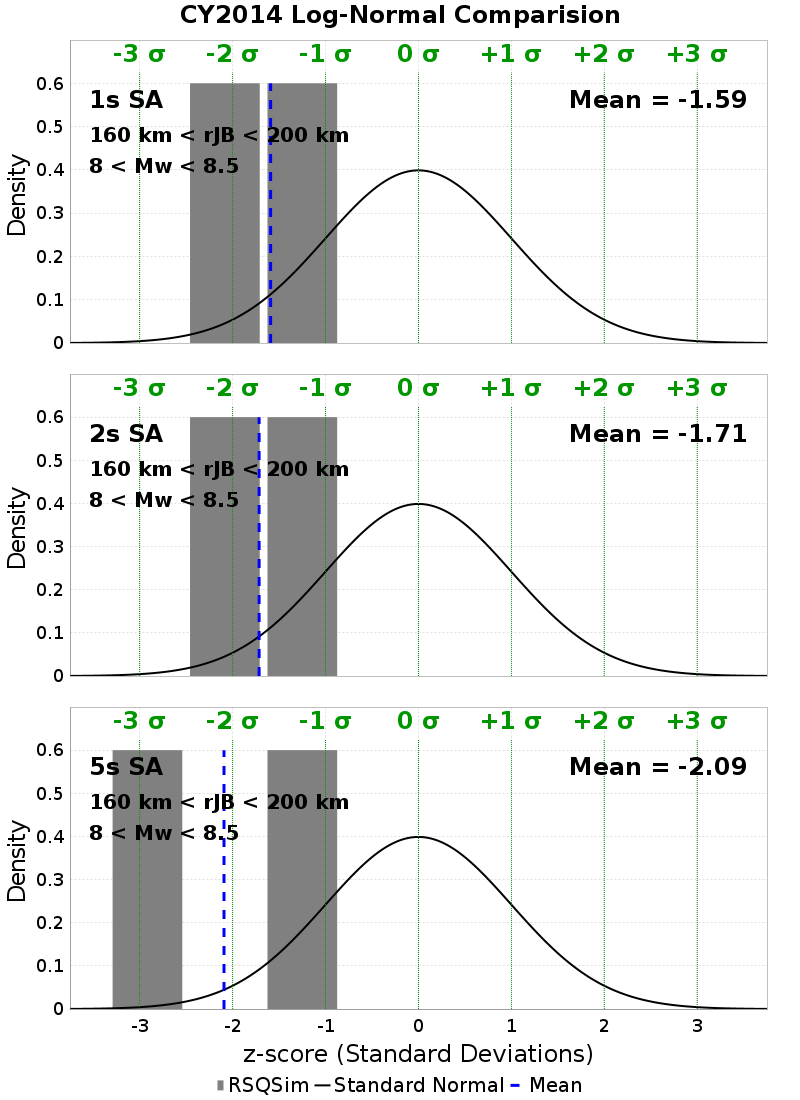 CY2014 Log-Normal Comparision
-3 σ -2 σ -1 σ 0 σ +1 σ +2 σ +3 σ
0.6
1s SA
Mean = -1.59
0.5
160 km < rJB < 200 km
8 < Mw < 8.5
0.4
0.3
0.2
0.1
0
Density
-3 σ -2 σ -1 σ 0 σ +1 σ +2 σ +3 σ
0.6
2s SA
Mean = -1.71
0.5
160 km < rJB < 200 km
8 < Mw < 8.5
0.4
0.3
0.2
0.1
0
Density
-3 σ -2 σ -1 σ 0 σ +1 σ +2 σ +3 σ
0.6
5s SA
Mean = -2.09
0.5
160 km < rJB < 200 km
8 < Mw < 8.5
0.4
0.3
0.2
0.1
0
Density
-3 -2 -1 0 1 2 3
z-score (Standard Deviations)
RSQSim Standard Normal Mean